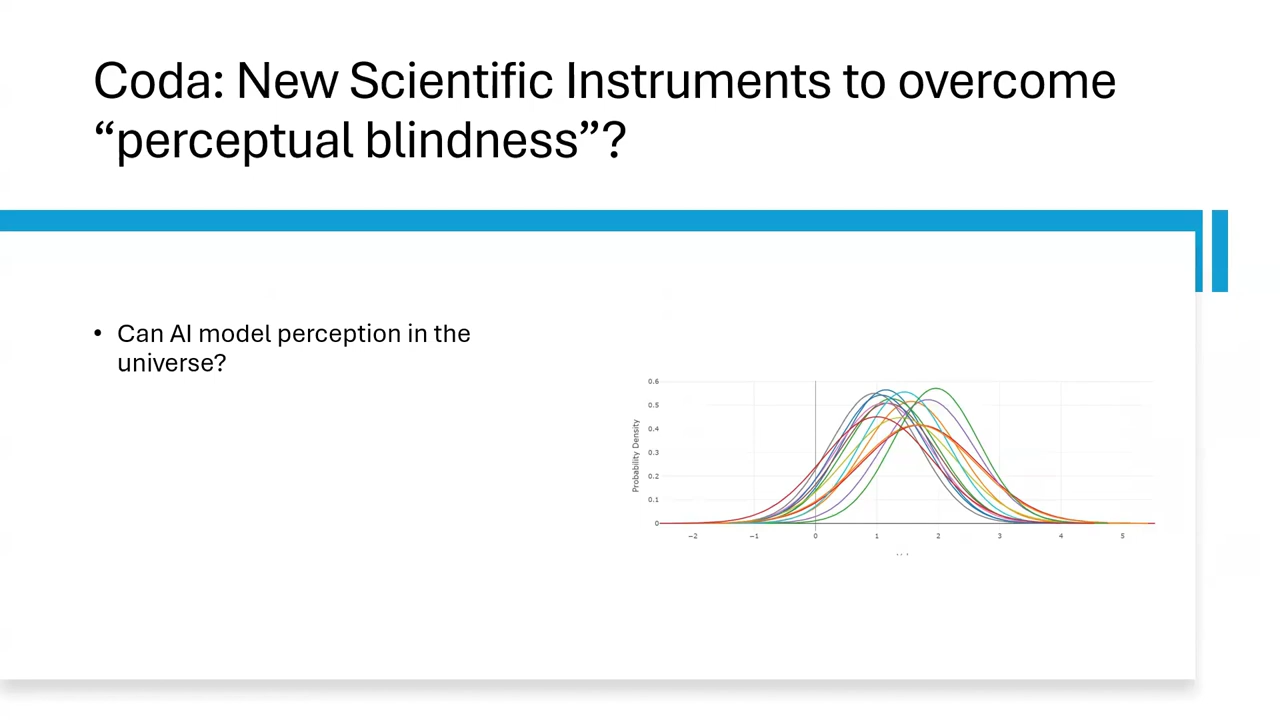 Coda: New Scientific Instruments to overcome
“perceptual blindness”?
• Can AI model perception in the
universe?
Probability Density
0.6
0.5
0.4
0.3
0.2
0.1
0
−2 −1 0 1 2 3 4 5